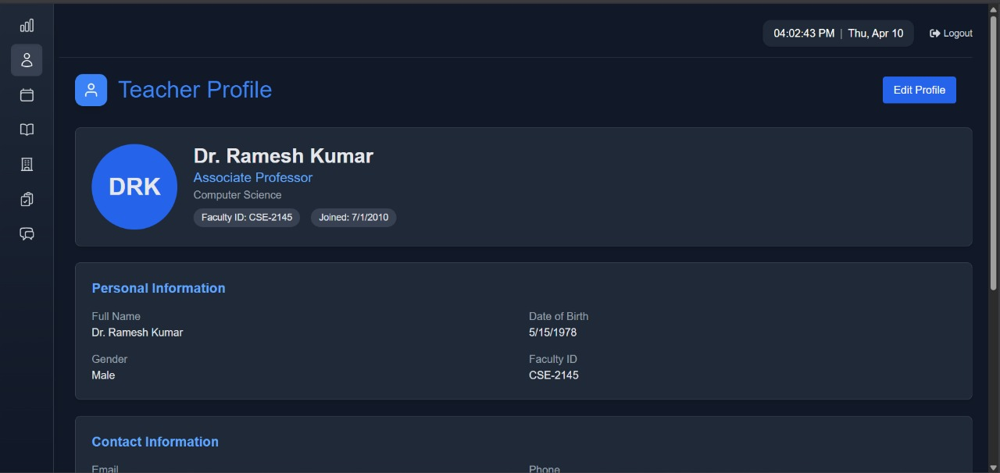 04:02:43 PM | Thu, Apr 10 Logout
Teacher Profile
Edit Profile
DRK
Dr. Ramesh Kumar
Associate Professor
Computer Science
Faculty ID: CSE-2145 Joined: 7/1/2010
Personal Information
Full Name
Dr. Ramesh Kumar
Date of Birth
5/15/1978
Gender
Male
Faculty ID
CSE-2145
Contact Information
Email
Phone